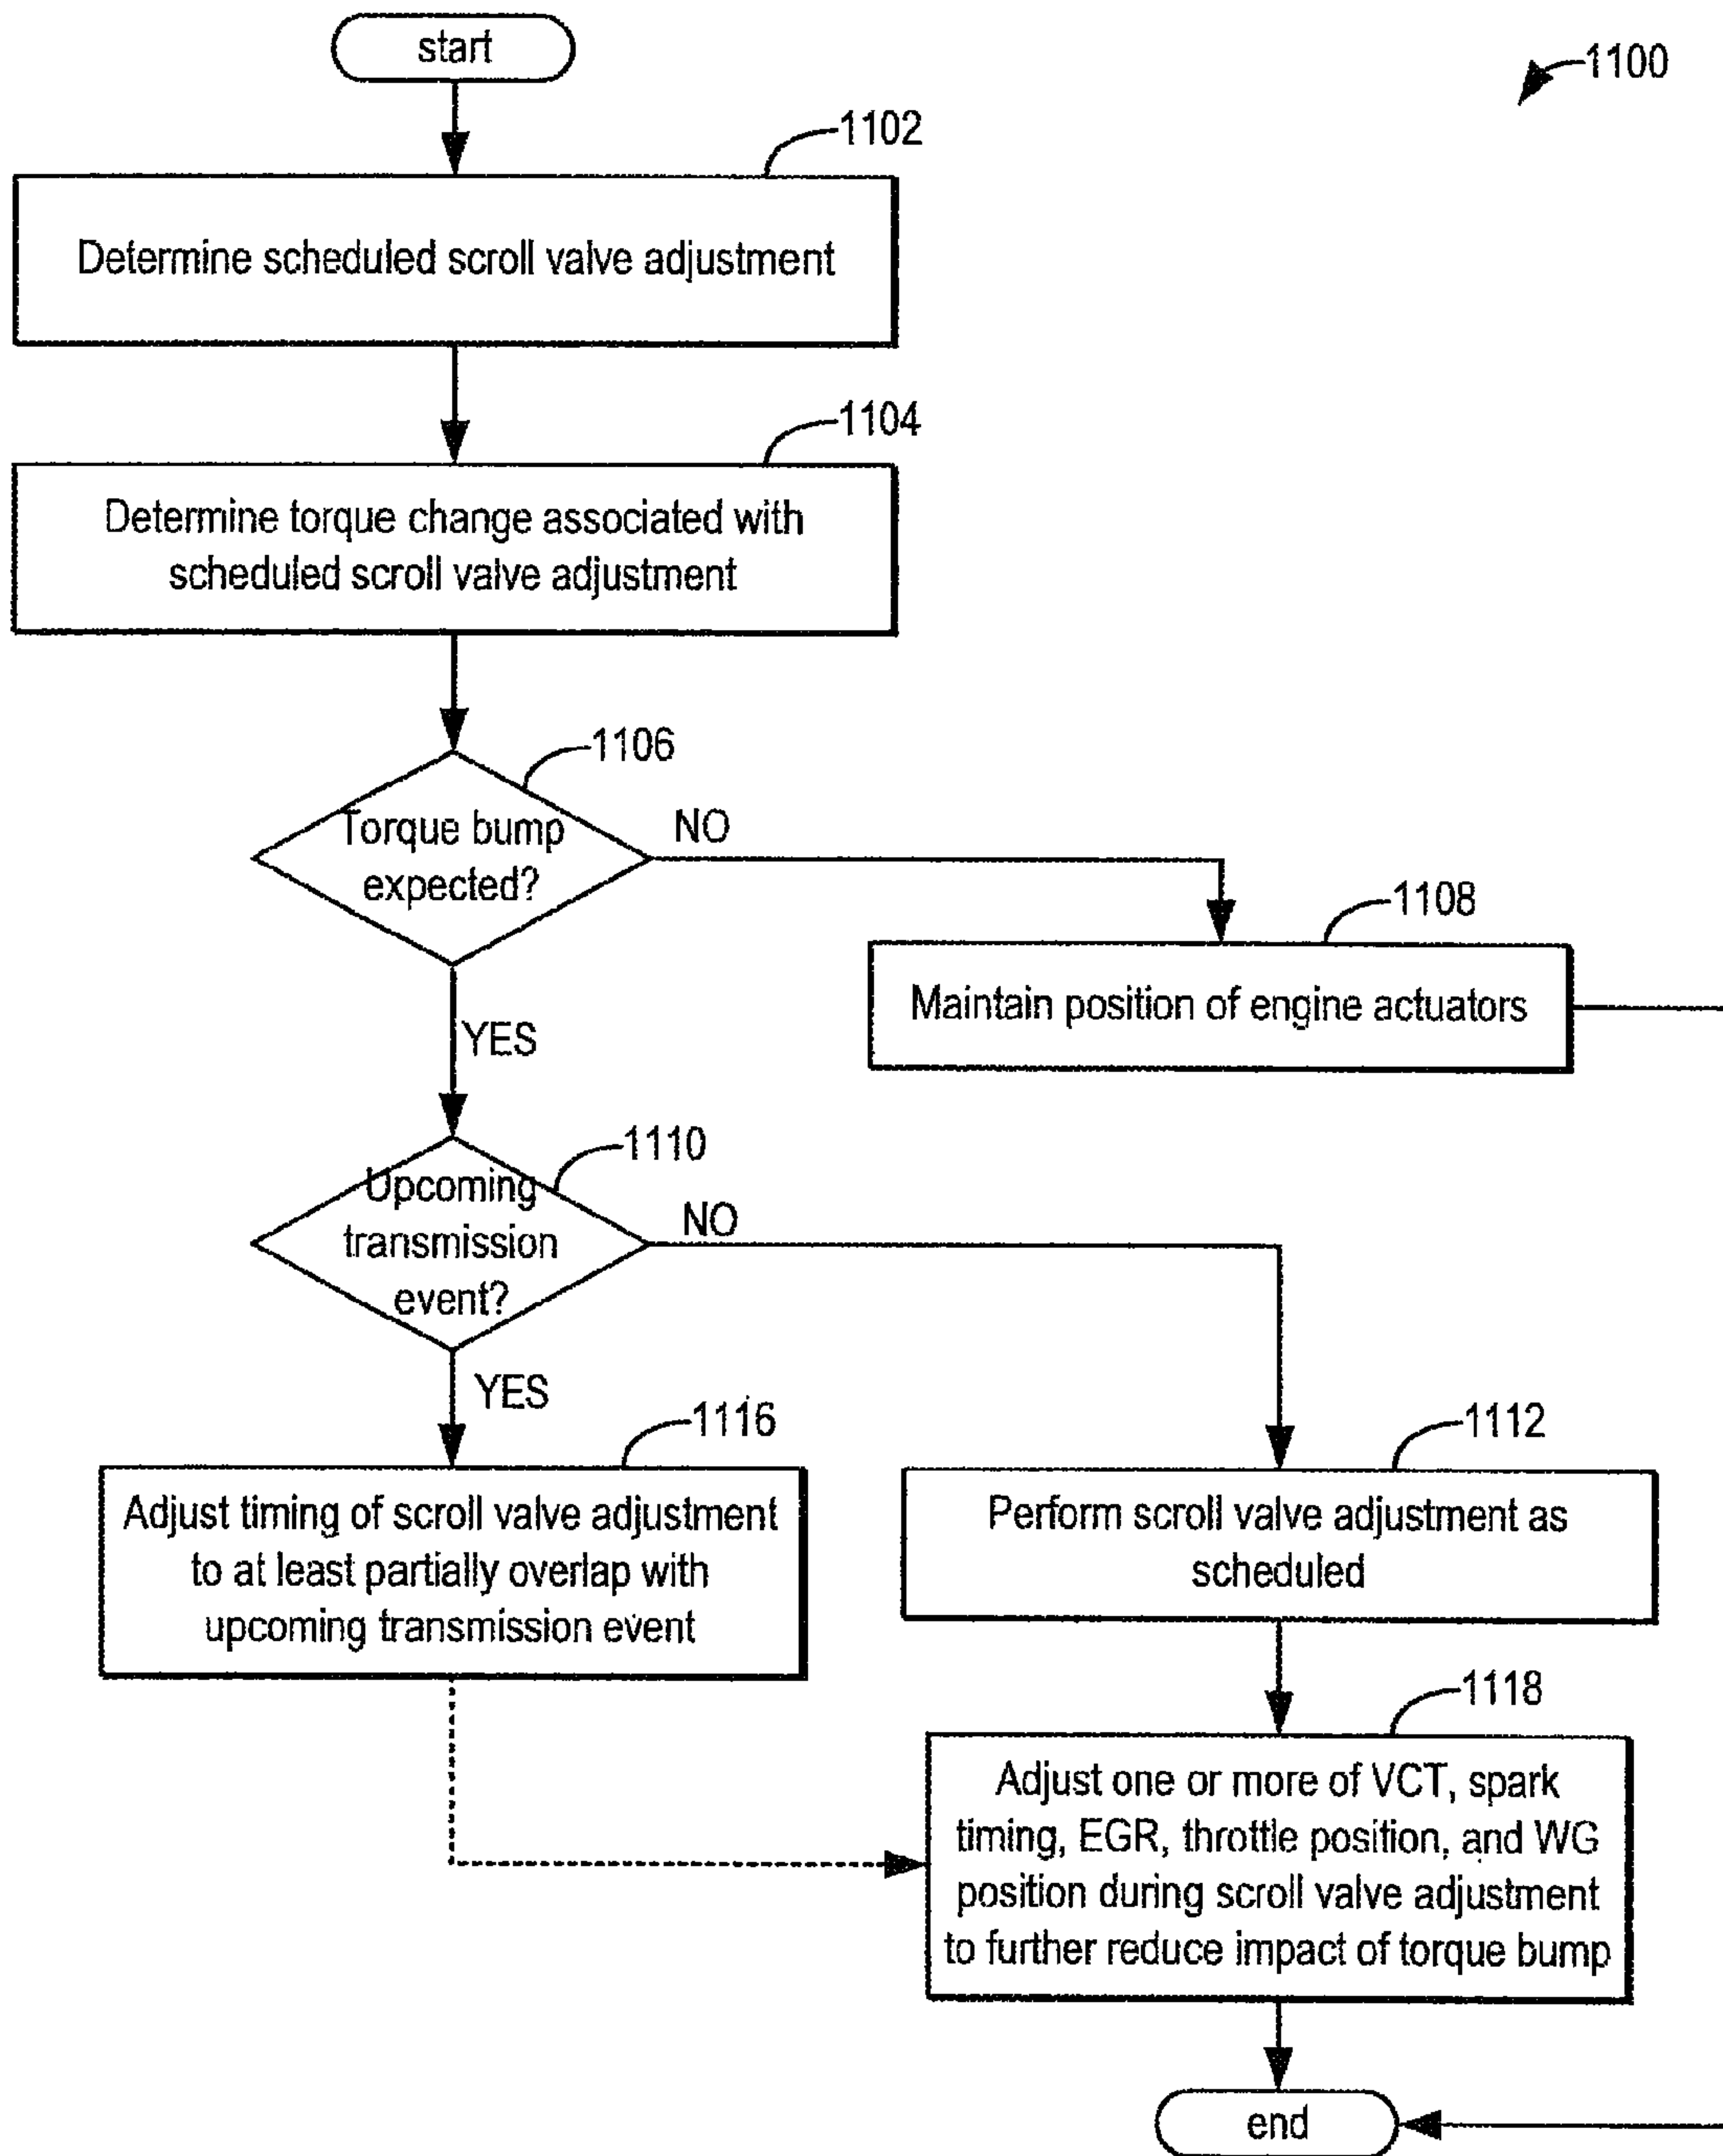 start
1100
1102
Determine scheduled scroll valve adjustment
1104
Determine torque change associated with
scheduled scroll valve adjustment
1106
Torque bump
expected?
NO
1108
Maintain position of engine actuators
YES
1110
Upcoming
transmission
event?
NO
YES
1116
Adjust timing of scroll valve adjustment
to at least partially overlap with
upcoming transmission event
1112
Perform scroll valve adjustment as
scheduled
1118
Adjust one or more of VCT, spark
timing, EGR, throttle position, and WG
position during scroll valve adjustment
to further reduce impact of torque bump
end